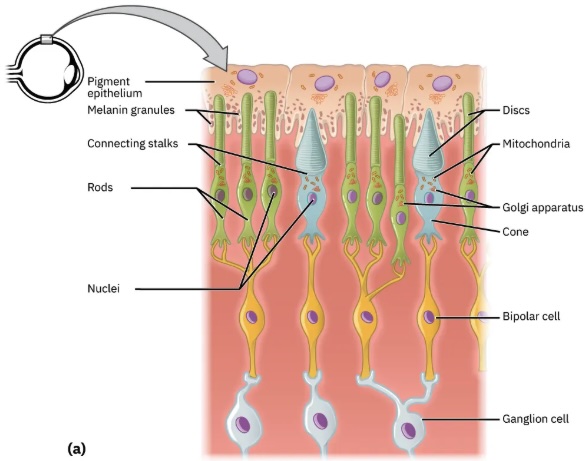 Pigment
epithelium
Melanin granules
Connecting stalks
Rods
Nuclei
Discs
Mitochondria
Golgi apparatus
Cone
Bipolar cell
Ganglion cell
(a)